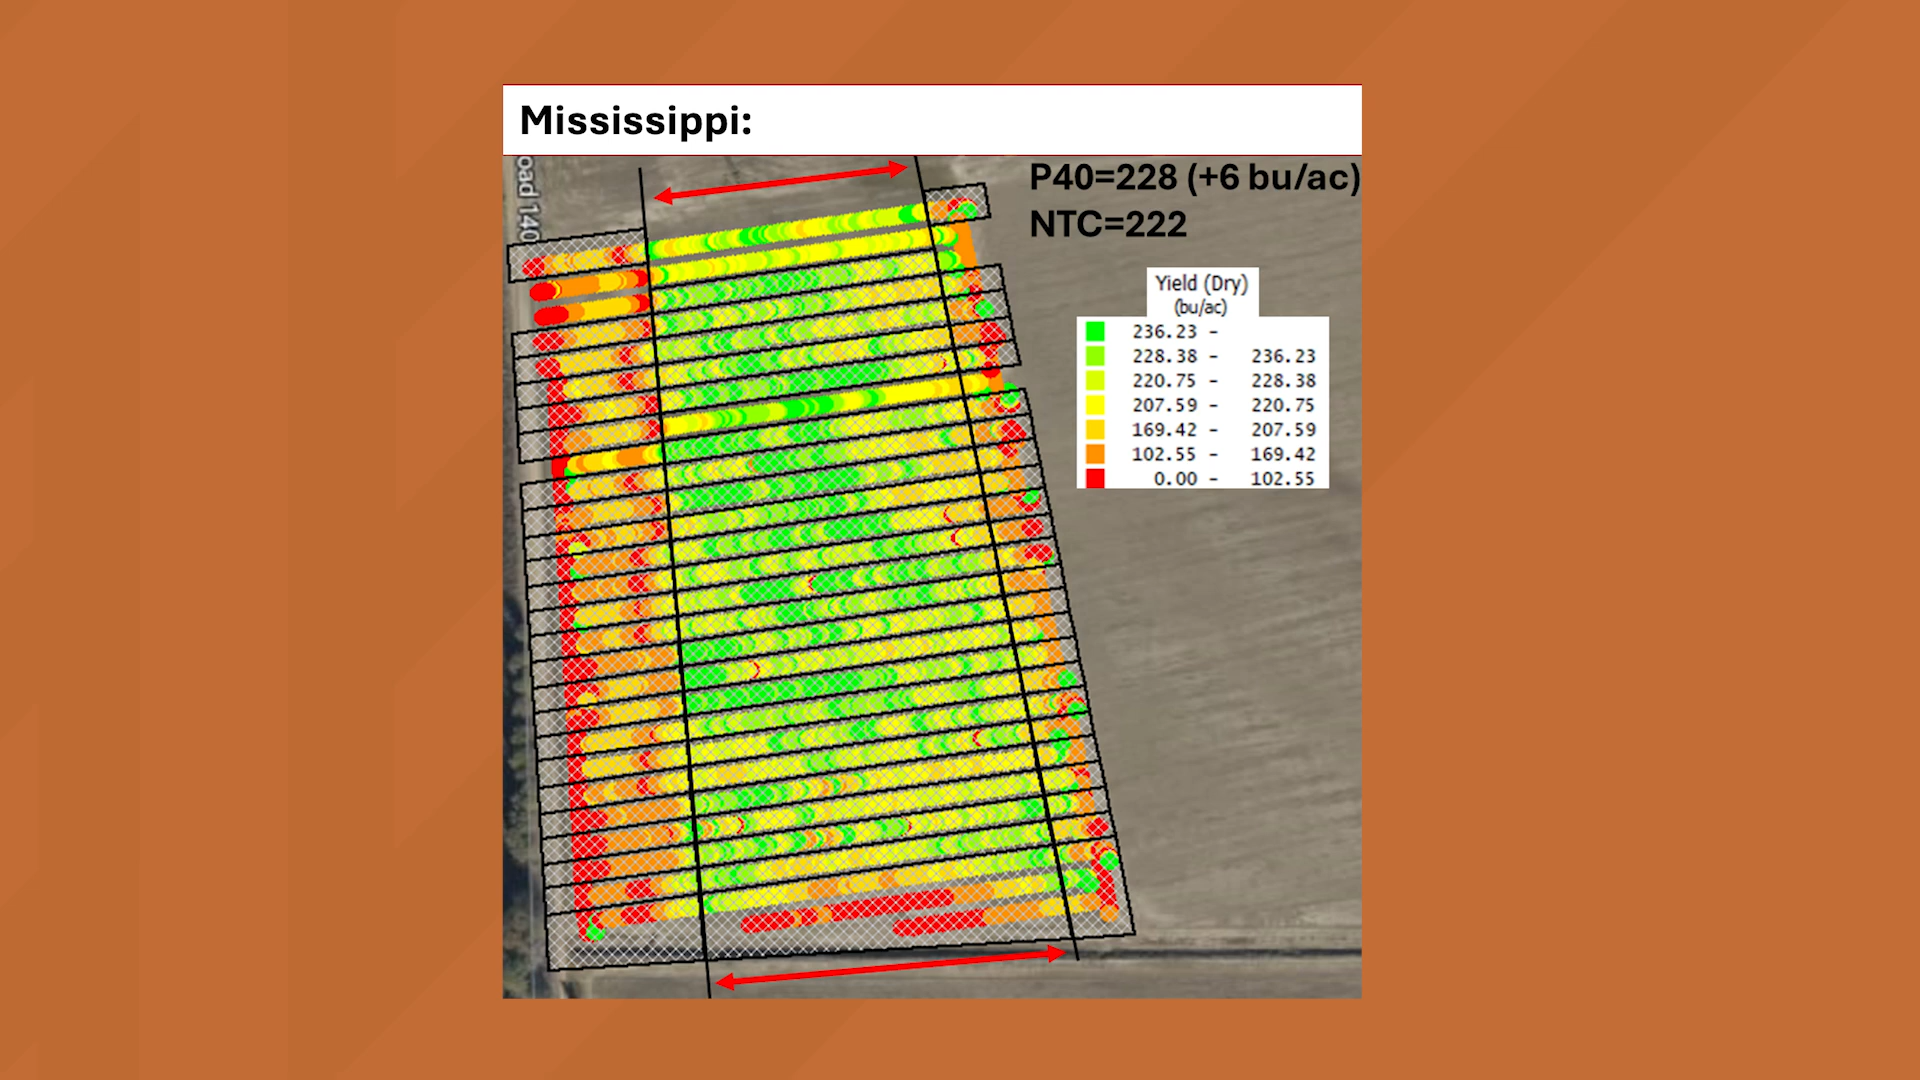 Mississippi:
oad 140
P40=228 (+6 bu/ac)
NTC=222
Yield (Dry)
(bu/ac)
236.23 -
228.38 - 236.23
220.75 - 228.38
207.59 - 220.75
169.42 - 207.59
102.55 - 169.42
0.00 - 102.55